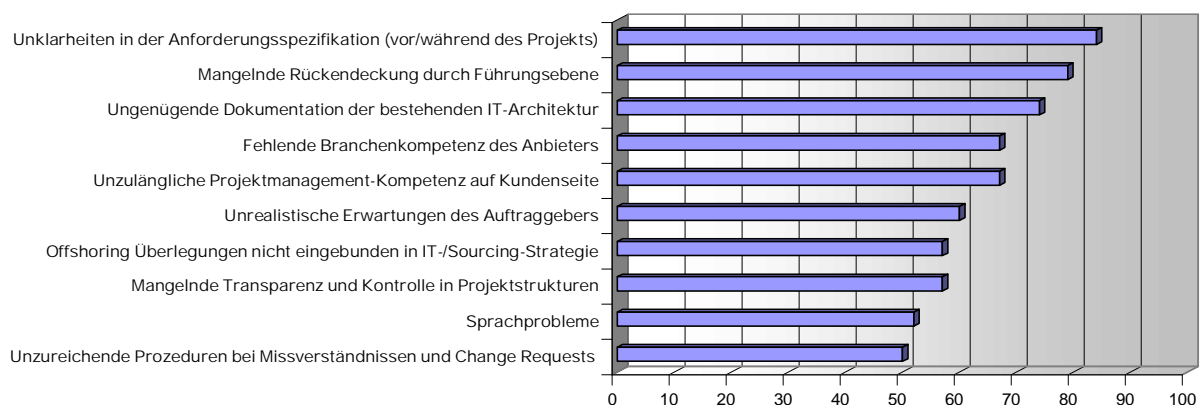 Unklarheiten in der Anforderungsspezifikation (vor/während des Projekts)
Mangelnde Rückendeckung durch Führungsebene
Ungenügende Dokumentation der bestehenden IT-Architektur
Fehlende Branchenkompetenz des Anbieters
Unzulängliche Projektmanagement-Kompetenz auf Kundenseite
Unrealistische Erwartungen des Auftraggebers
Offshoring Überlegungen nicht eingebunden in IT-/Sourcing-Strategie
Mangelnde Transparenz und Kontrolle in Projektstrukturen
Sprachprobleme
Unzureichende Prozeduren bei Missverständnissen und Change Requests
0 10 20 30 40 50 60 70 80 90 100